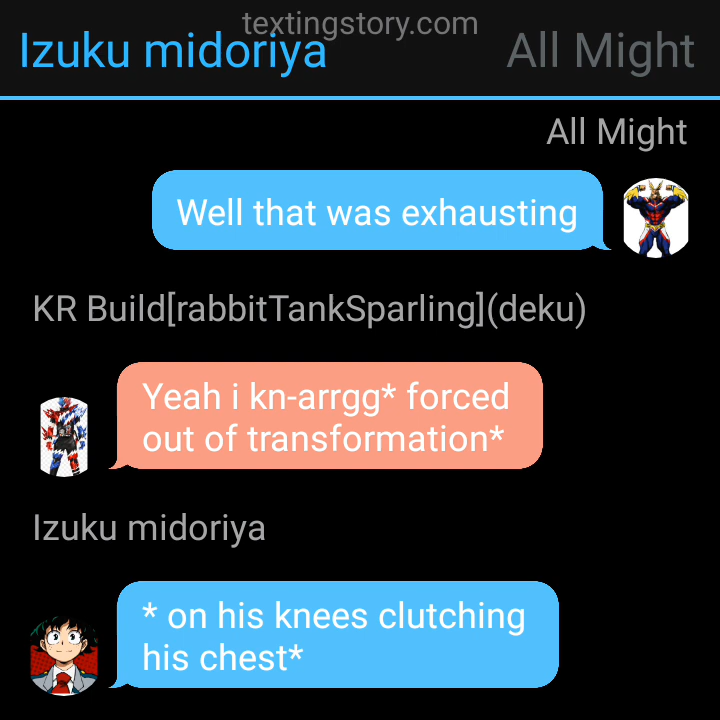 textingstory.com
Izuku midoriya
All Might
All Might
Well that was exhausting
KR Build[rabbitTankSparling](deku)
Yeah i kn-arrgg* forced
out of transformation*
Izuku midoriya
* on his knees clutching
his chest*